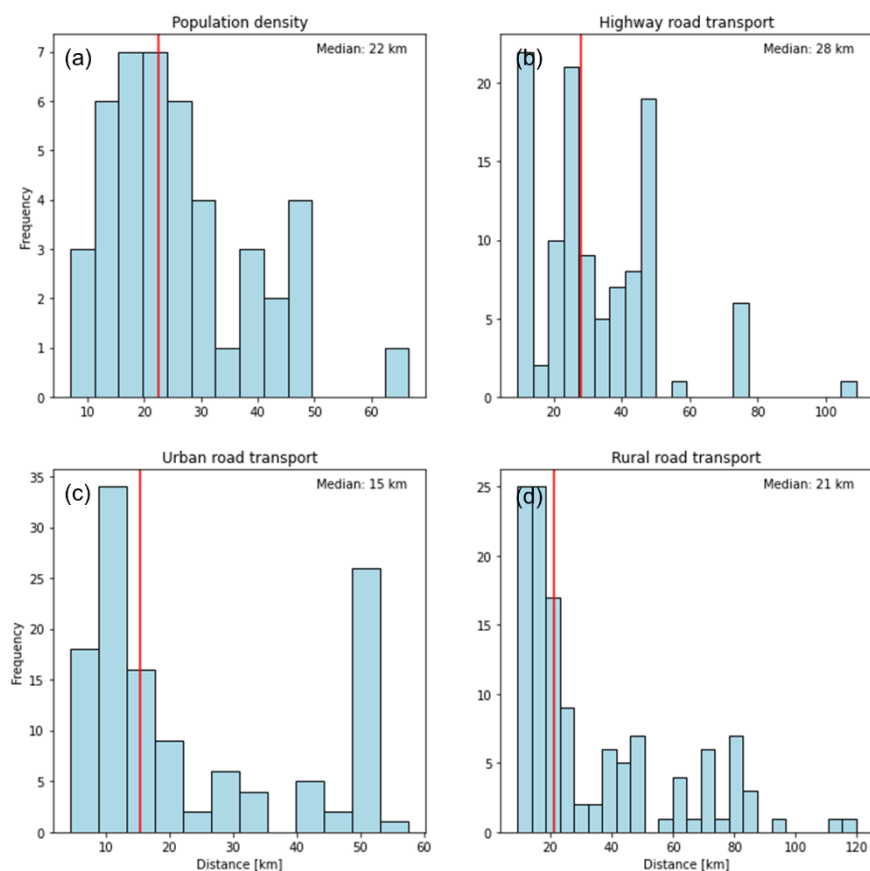 Population density
(a)
Median: 22 km
7
6
5
4
3
2
1
0
Frequency
10 20 30 40 50 60
Highway road transport
(b)
Median: 28 km
20
15
10
5
0
20 40 60 80 100
Urban road transport
(c)
Median: 15 km
35
30
25
20
15
10
5
0
Frequency
10 20 30 40 50 60
Distance [km]
Rural road transport
(d)
Median: 21 km
25
20
15
10
5
0
20 40 60 80 100 120
Distance [km]